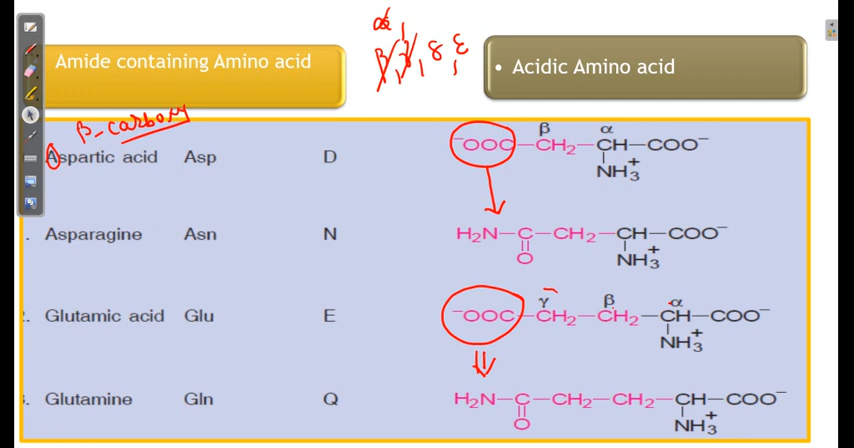 α, β, γ, δ, ε
Amide containing Amino acid
• Acidic Amino acid
β-carboxy
Aspartic acid Asp D ⁻OOC–CH₂–CH–COO⁻
β α
NH₃⁺
. Asparagine Asn N H₂N–C–CH₂–CH–COO⁻
O NH₃⁺
γ β α
. Glutamic acid Glu E ⁻OOC–CH₂–CH₂–CH–COO⁻
NH₃⁺
. Glutamine Gln Q H₂N–C–CH₂–CH₂–CH–COO⁻
O NH₃⁺